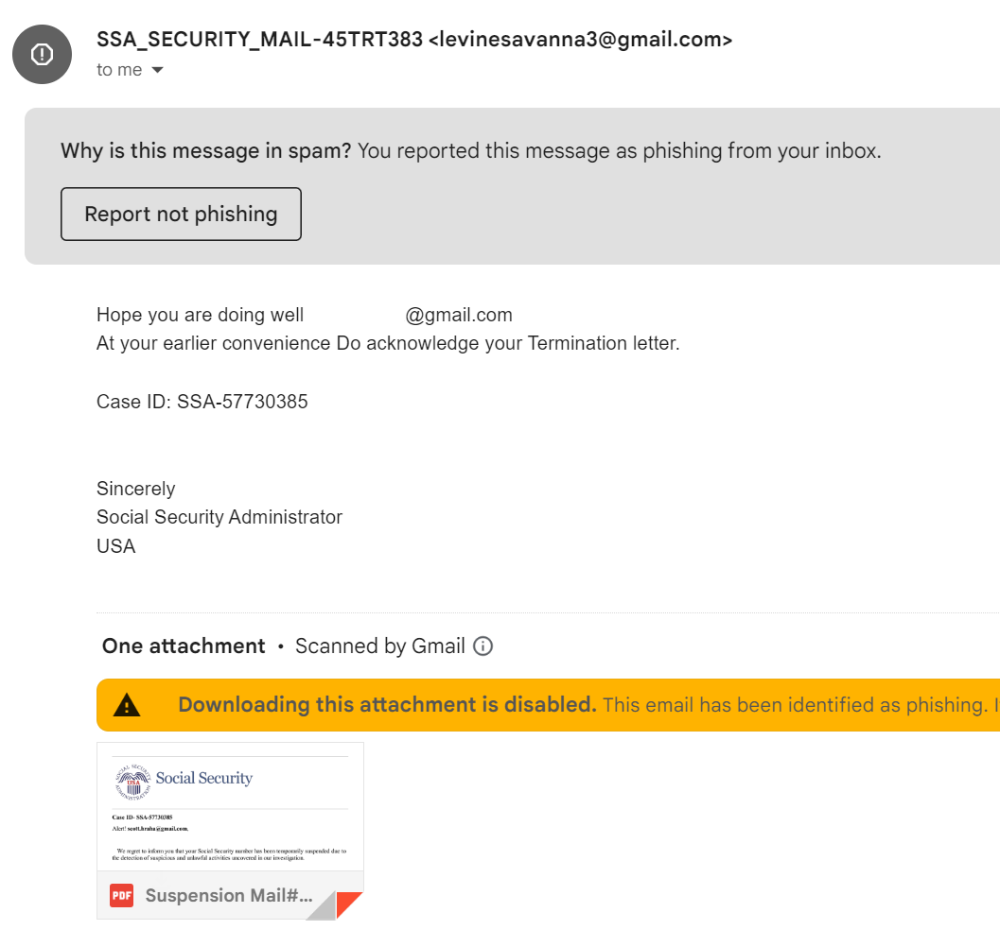 SSA_SECURITY_MAIL-45TRT383 <levinesavanna3@gmail.com>
to me
Why is this message in spam? You reported this message as phishing from your inbox.
Report not phishing
Hope you are doing well @gmail.com
At your earlier convenience Do acknowledge your Termination letter.
Case ID: SSA-57730385
Sincerely
Social Security Administrator
USA
One attachment • Scanned by Gmail
Downloading this attachment is disabled. This email has been identified as phishing. I
SOCIAL SECURITY ADMINISTRATION
USA
Social Security
Case ID- SSA-57730385
Alert! scott.hraba@gmail.com,
We regret to inform you that your Social Security number has been temporarily suspended due to
the detection of suspicious and unlawful activities uncovered in our investigation.
PDF Suspension Mail#...